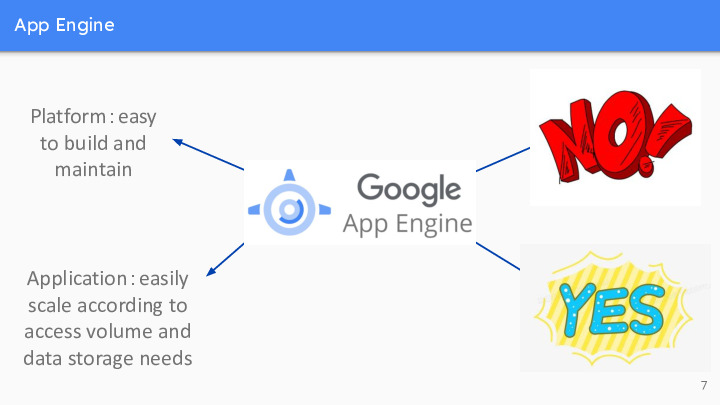 App Engine
Platform：easy
to build and
maintain
Google
App Engine
NO!
Application：easily
scale according to
access volume and
data storage needs
YES
7